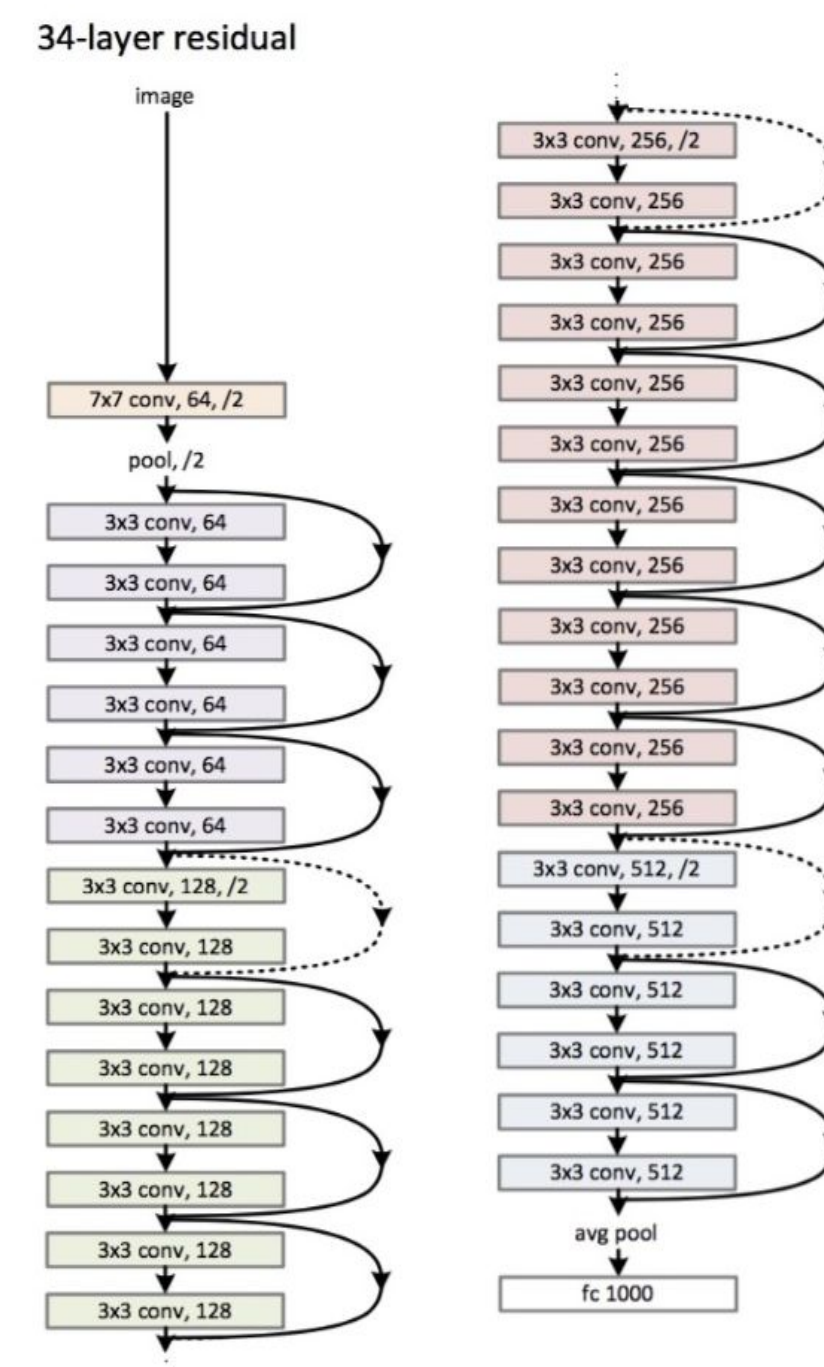 34-layer residual
image
7x7 conv, 64, /2
pool, /2
3x3 conv, 64
3x3 conv, 64
3x3 conv, 64
3x3 conv, 64
3x3 conv, 64
3x3 conv, 64
3x3 conv, 128, /2
3x3 conv, 128
3x3 conv, 128
3x3 conv, 128
3x3 conv, 128
3x3 conv, 128
3x3 conv, 128
3x3 conv, 128
3x3 conv, 256, /2
3x3 conv, 256
3x3 conv, 256
3x3 conv, 256
3x3 conv, 256
3x3 conv, 256
3x3 conv, 256
3x3 conv, 256
3x3 conv, 256
3x3 conv, 256
3x3 conv, 256
3x3 conv, 256
3x3 conv, 512, /2
3x3 conv, 512
3x3 conv, 512
3x3 conv, 512
3x3 conv, 512
3x3 conv, 512
avg pool
fc 1000